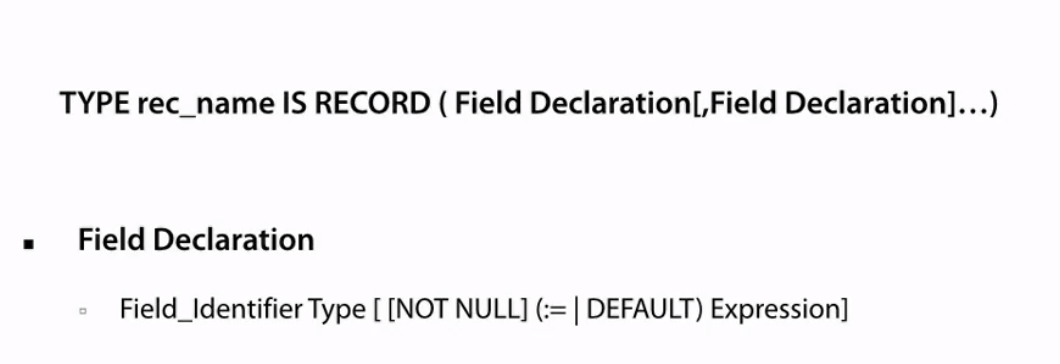 TYPE rec_name IS RECORD ( Field Declaration[,Field Declaration]…)
Field Declaration
Field_Identifier Type [ [NOT NULL] (:= | DEFAULT) Expression]